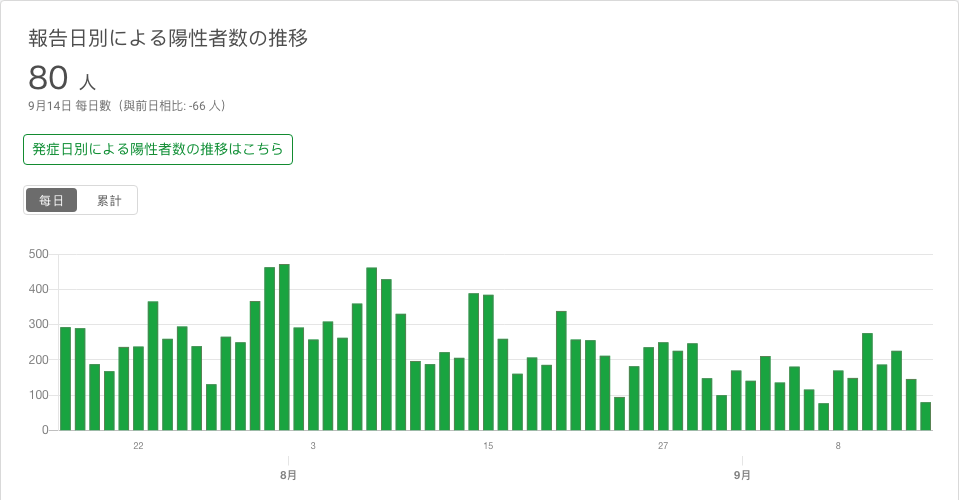 報告日別による陽性者数の推移
80 人
9月14日 每日數（與前日相比: -66 人）
発症日別による陽性者数の推移はこちら
每日 累計
500
400
300
200
100
0
22 3 15 27 8
8月 9月